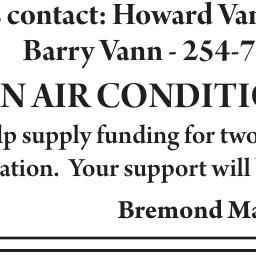 contact: Howard Van
Barry Vann - 254-7
N AIR CONDITIO
lp supply funding for two
ation. Your support will
Bremond Ma